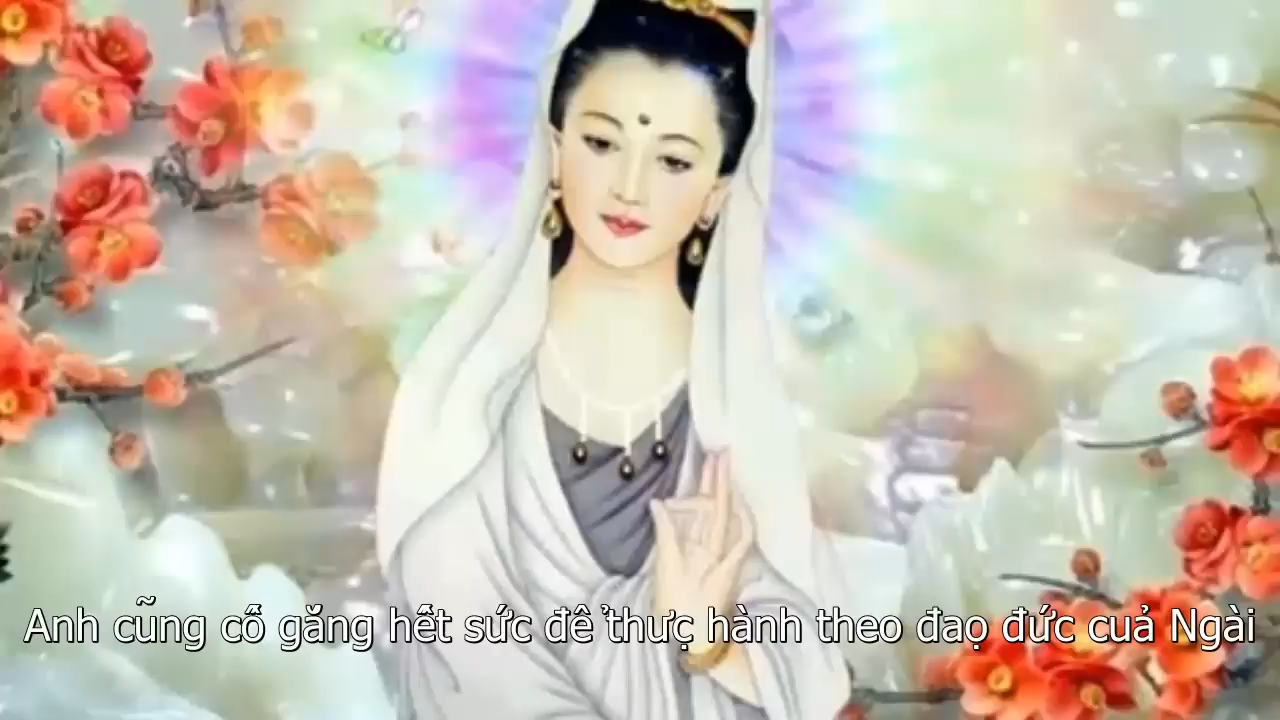 Anh cũng cố gắng hết sức để thực hành theo đạo đức của Ngài